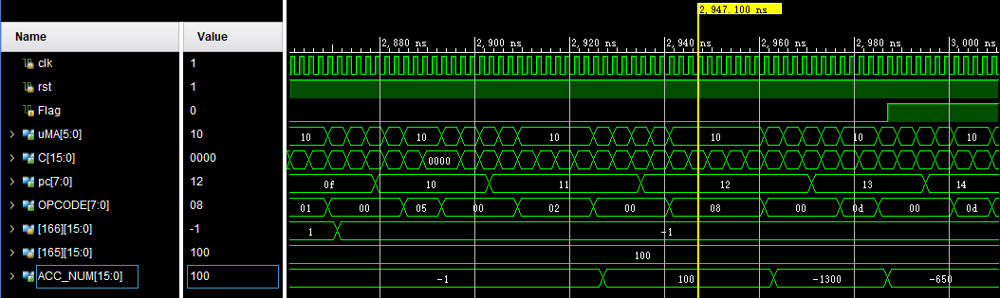 2,947.100 ns
Name Value
2,880 ns 2,900 ns 2,920 ns 2,940 ns 2,960 ns 2,980 ns 3,000 ns
clk 1
rst 1
Flag 0
uMA[5:0] 10 10 10 10 10 10 10
C[15:0] 0000 0000
pc[7:0] 12 0f 10 11 12 13 14
OPCODE[7:0] 08 01 00 05 00 02 00 08 00 0d 00 0d
[166][15:0] -1 1 -1
[165][15:0] 100 100
ACC_NUM[15:0] 100 -1 100 -1300 -650